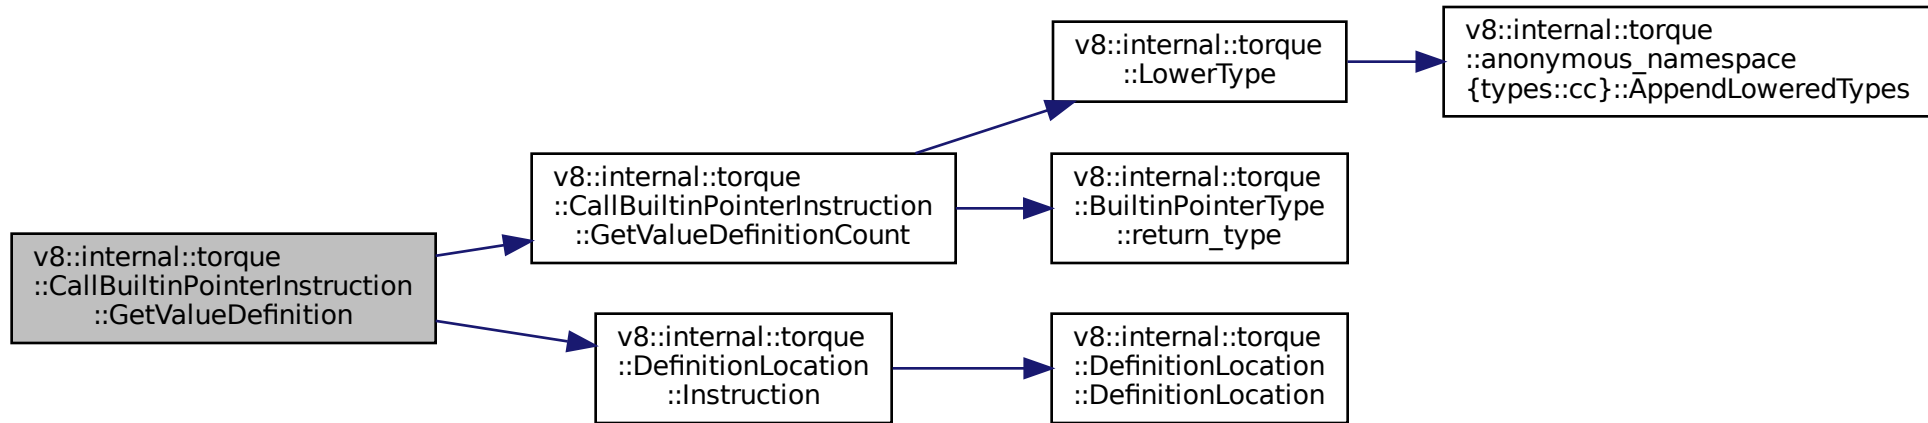 v8::internal::torque
::CallBuiltinPointerInstruction
::GetValueDefinition
v8::internal::torque
::CallBuiltinPointerInstruction
::GetValueDefinitionCount
v8::internal::torque
::LowerType
v8::internal::torque
::anonymous_namespace
{types::cc}::AppendLoweredTypes
v8::internal::torque
::BuiltinPointerType
::return_type
v8::internal::torque
::DefinitionLocation
::Instruction
v8::internal::torque
::DefinitionLocation
::DefinitionLocation